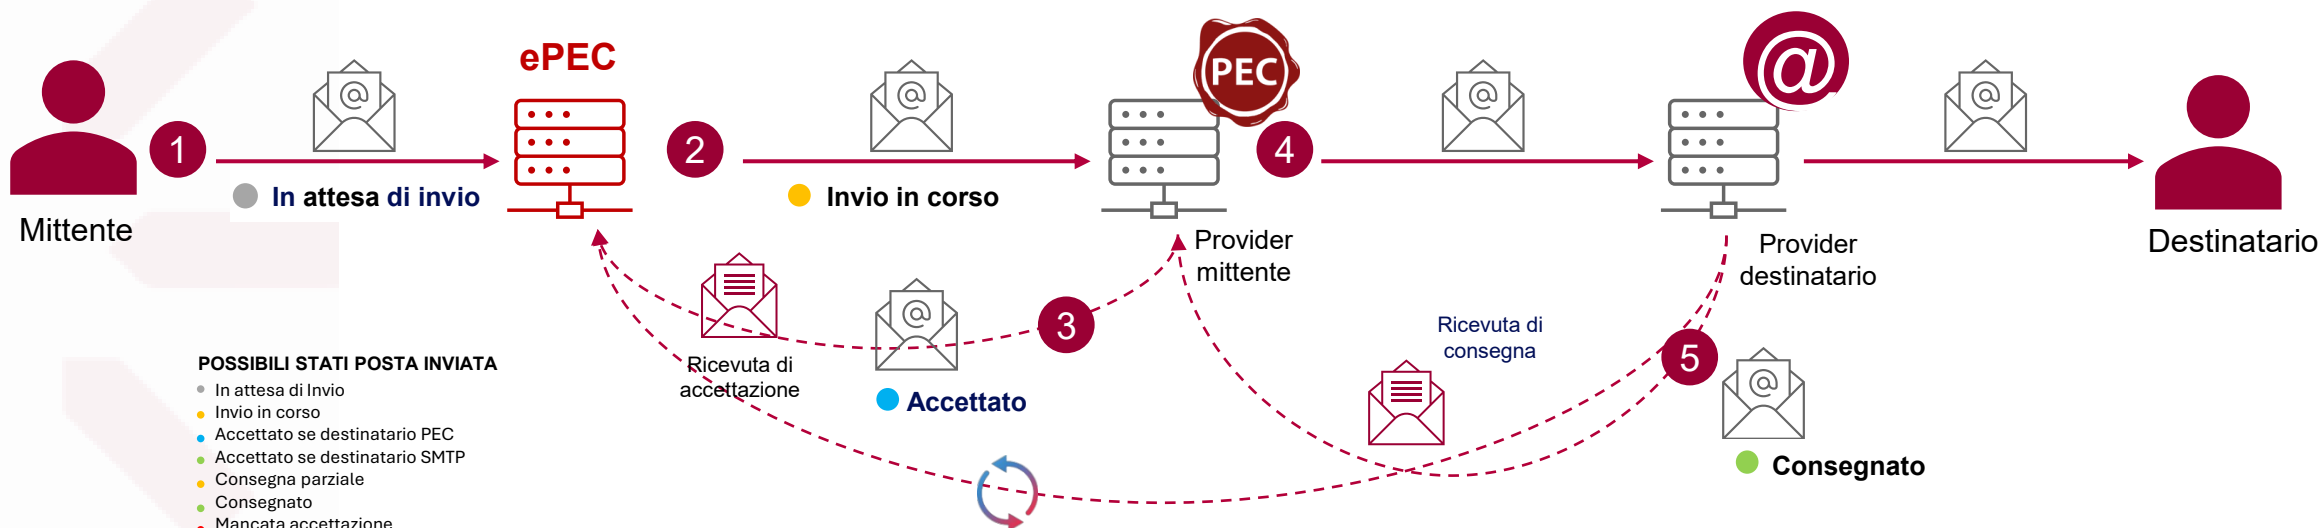 ePEC
PEC
@
@
@
@
@
1
2
4
In attesa di invio
Invio in corso
Mittente
Provider
mittente
Provider
destinatario
Destinatario
@
3
Ricevuta di
accettazione
Accettato
Ricevuta di
consegna
5
@
Consegnato
POSSIBILI STATI POSTA INVIATA
In attesa di Invio
Invio in corso
Accettato se destinatario PEC
Accettato se destinatario SMTP
Consegna parziale
Consegnato
Mancata accettazione